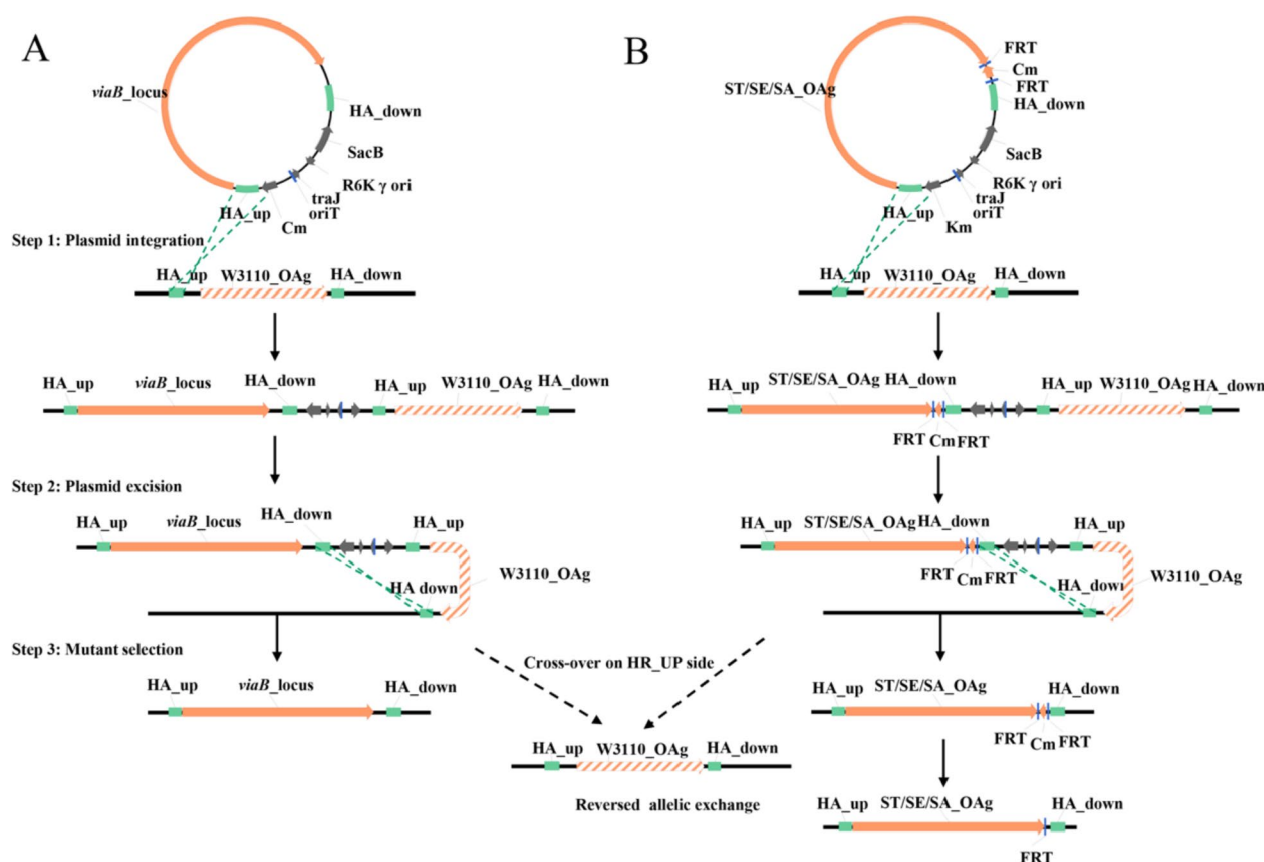 A
viaB_locus
HA_down
SacB
R6K γ ori
traJ
oriT
HA_up
Cm
Step 1: Plasmid integration
HA_up
W3110_OAg
HA_down
HA_up
viaB_locus
HA_down
HA_up
W3110_OAg
HA_down
Step 2: Plasmid excision
HA_up
viaB_locus
HA_down
HA_up
W3110_OAg
HA down
Step 3: Mutant selection
HA_up
viaB_locus
HA_down
B
FRT
Cm
FRT
ST/SE/SA_OAg
HA_down
SacB
R6K γ ori
traJ
oriT
HA_up
Km
HA_up
W3110_OAg
HA_down
ST/SE/SA_OAg
HA_up
HA_down
HA_up
W3110_OAg
HA_down
FRT
Cm
FRT
HA_up
ST/SE/SA_OAg
HA_down
HA_up
FRT
Cm
FRT
W3110_OAg
HA_down
Cross-over on HR_UP side
HA_up
W3110_OAg
HA_down
Reversed allelic exchange
HA_up
ST/SE/SA_OAg
HA_down
FRT
Cm
FRT
HA_up
ST/SE/SA_OAg
HA_down
FRT